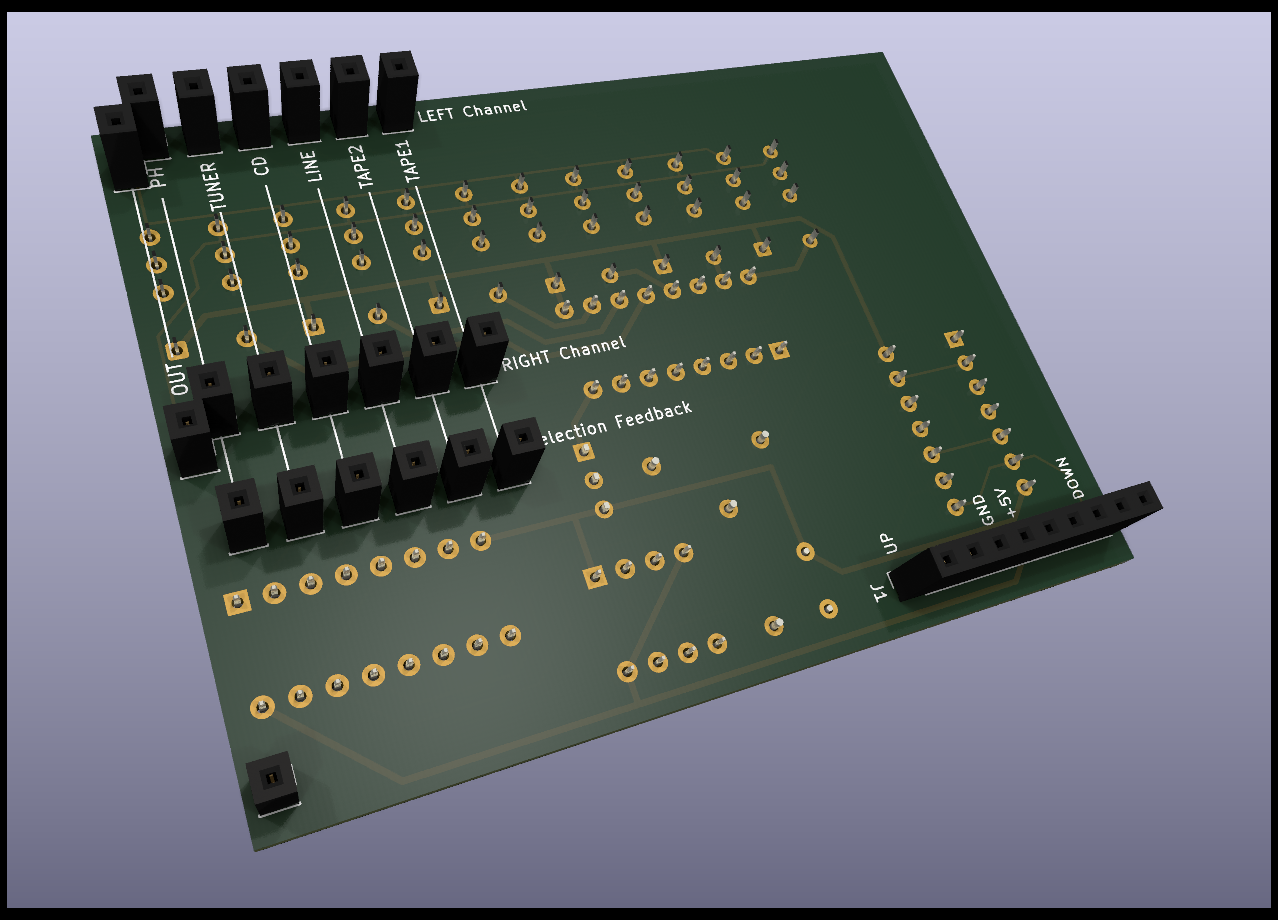 LEFT Channel
PH
TUNER
CD
LINE
TAPE2
TAPE1
OUT
RIGHT Channel
election Feedback
DOWN
+5V
GND
UP
J1